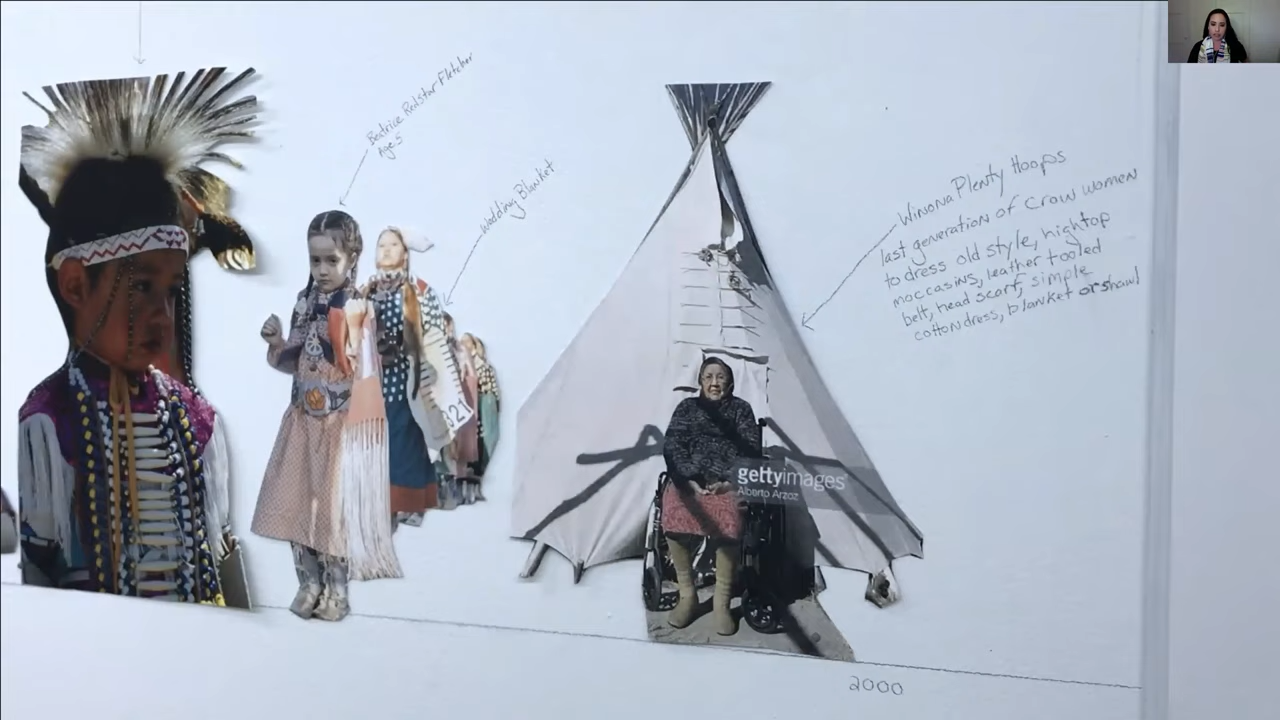 Beatrice Redstar Fletcher
Age 5
Wedding Blanket
121
Winona Plenty Hoops
last generation of Crow women
to dress old style, hightop
moccasins, leather tooled
belt, head scarf, simple
cotton dress, blanket or shawl
gettyimages®
Alberto Arzoz
2000